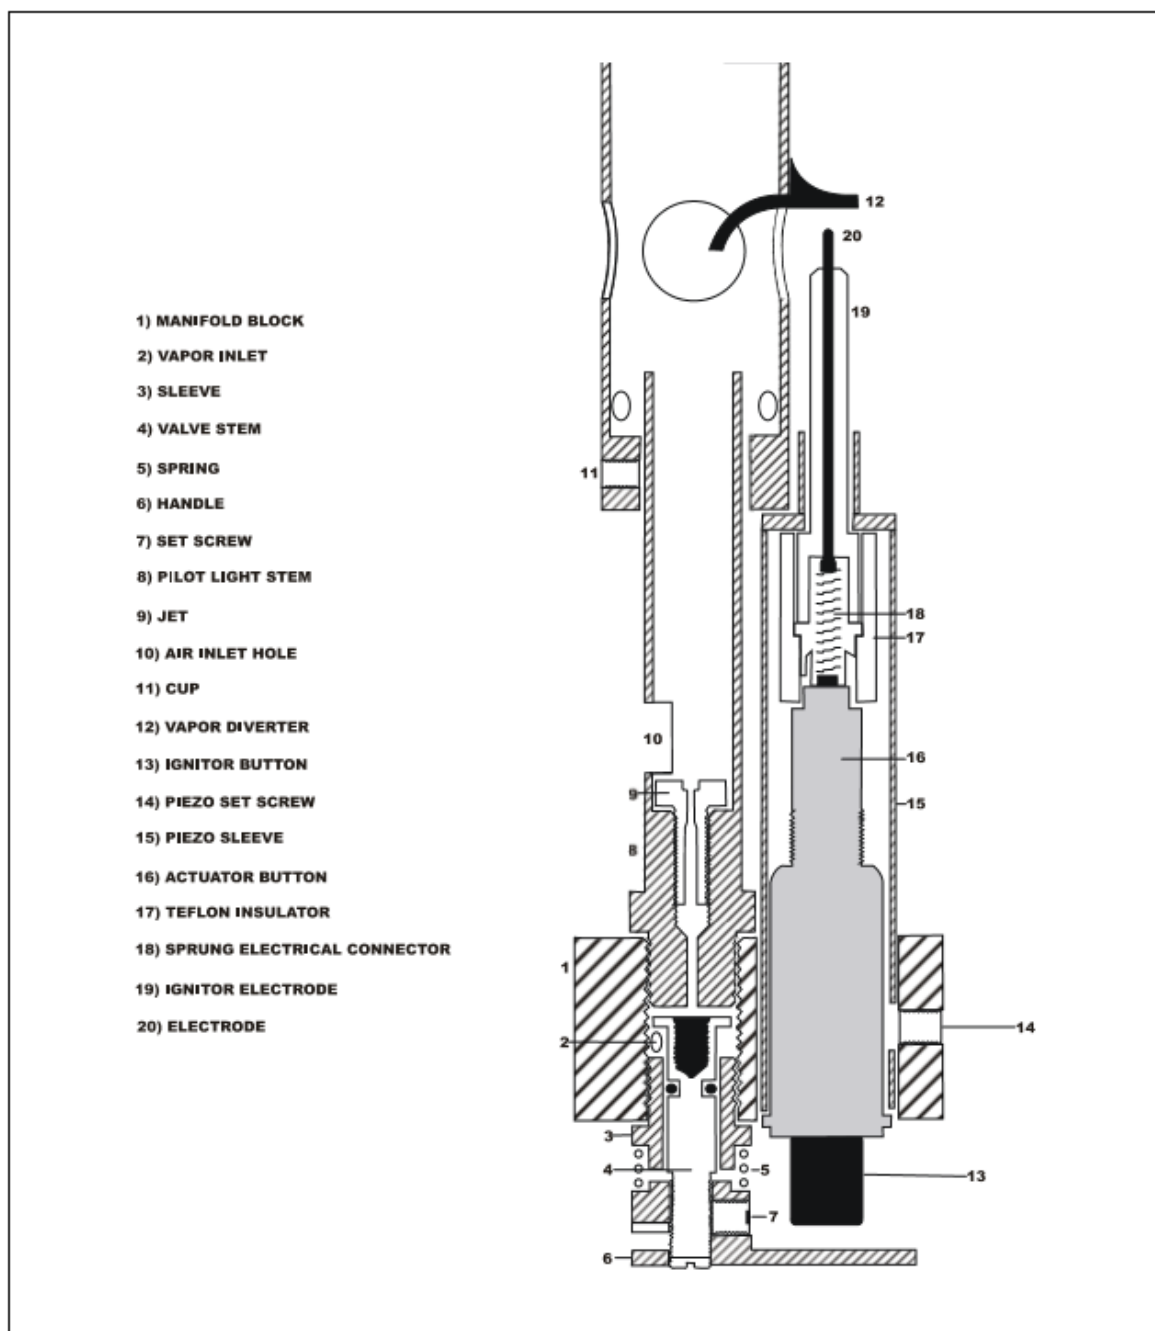 1) MANIFOLD BLOCK
2) VAPOR INLET
3) SLEEVE
4) VALVE STEM
5) SPRING
6) HANDLE
7) SET SCREW
8) PILOT LIGHT STEM
9) JET
10) AIR INLET HOLE
11) CUP
12) VAPOR DIVERTER
13) IGNITOR BUTTON
14) PIEZO SET SCREW
15) PIEZO SLEEVE
16) ACTUATOR BUTTON
17) TEFLON INSULATOR
18) SPRUNG ELECTRICAL CONNECTOR
19) IGNITOR ELECTRODE
20) ELECTRODE
12
20
19
11
18
17
10
16
9
15
8
1
14
2
3
4
5
13
7
6